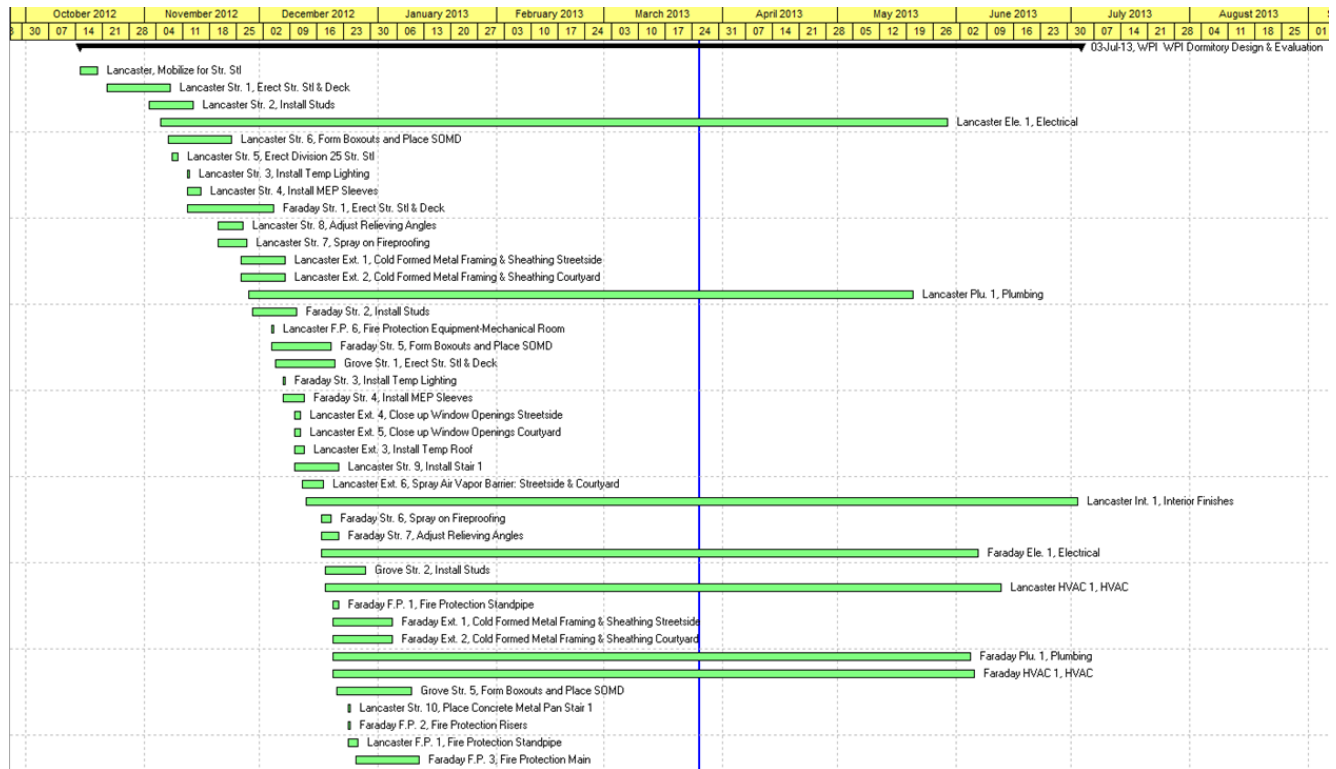 October 2012 November 2012 December 2012 January 2013 February 2013 March 2013 April 2013 May 2013 June 2013 July 2013 August 2013
30 07 14 21 28 04 11 18 25 02 09 16 23 30 06 13 20 27 03 10 17 24 03 10 17 24 31 07 14 21 28 05 12 19 26 02 09 16 23 30 07 14 21 28 04 11 18 25 01
03-Jul-13, WPI WPI Dormitory Design & Evaluation
Lancaster, Mobilize for Str. Stl
Lancaster Str. 1, Erect Str. Stl & Deck
Lancaster Str. 2, Install Studs
Lancaster Ele. 1, Electrical
Lancaster Str. 6, Form Boxouts and Place SOMD
Lancaster Str. 5, Erect Division 25 Str. Stl
Lancaster Str. 3, Install Temp Lighting
Lancaster Str. 4, Install MEP Sleeves
Faraday Str. 1, Erect Str. Stl & Deck
Lancaster Str. 8, Adjust Relieving Angles
Lancaster Str. 7, Spray on Fireproofing
Lancaster Ext. 1, Cold Formed Metal Framing & Sheathing Streetside
Lancaster Ext. 2, Cold Formed Metal Framing & Sheathing Courtyard
Lancaster Plu. 1, Plumbing
Faraday Str. 2, Install Studs
Lancaster F.P. 6, Fire Protection Equipment-Mechanical Room
Faraday Str. 5, Form Boxouts and Place SOMD
Grove Str. 1, Erect Str. Stl & Deck
Faraday Str. 3, Install Temp Lighting
Faraday Str. 4, Install MEP Sleeves
Lancaster Ext. 4, Close up Window Openings Streetside
Lancaster Ext. 5, Close up Window Openings Courtyard
Lancaster Ext. 3, Install Temp Roof
Lancaster Str. 9, Install Stair 1
Lancaster Ext. 6, Spray Air Vapor Barrier: Streetside & Courtyard
Lancaster Int. 1, Interior Finishes
Faraday Str. 6, Spray on Fireproofing
Faraday Str. 7, Adjust Relieving Angles
Faraday Ele. 1, Electrical
Grove Str. 2, Install Studs
Lancaster HVAC 1, HVAC
Faraday F.P. 1, Fire Protection Standpipe
Faraday Ext. 1, Cold Formed Metal Framing & Sheathing Streetside
Faraday Ext. 2, Cold Formed Metal Framing & Sheathing Courtyard
Faraday Plu. 1, Plumbing
Faraday HVAC 1, HVAC
Grove Str. 5, Form Boxouts and Place SOMD
Lancaster Str. 10, Place Concrete Metal Pan Stair 1
Faraday F.P. 2, Fire Protection Risers
Lancaster F.P. 1, Fire Protection Standpipe
Faraday F.P. 3, Fire Protection Main